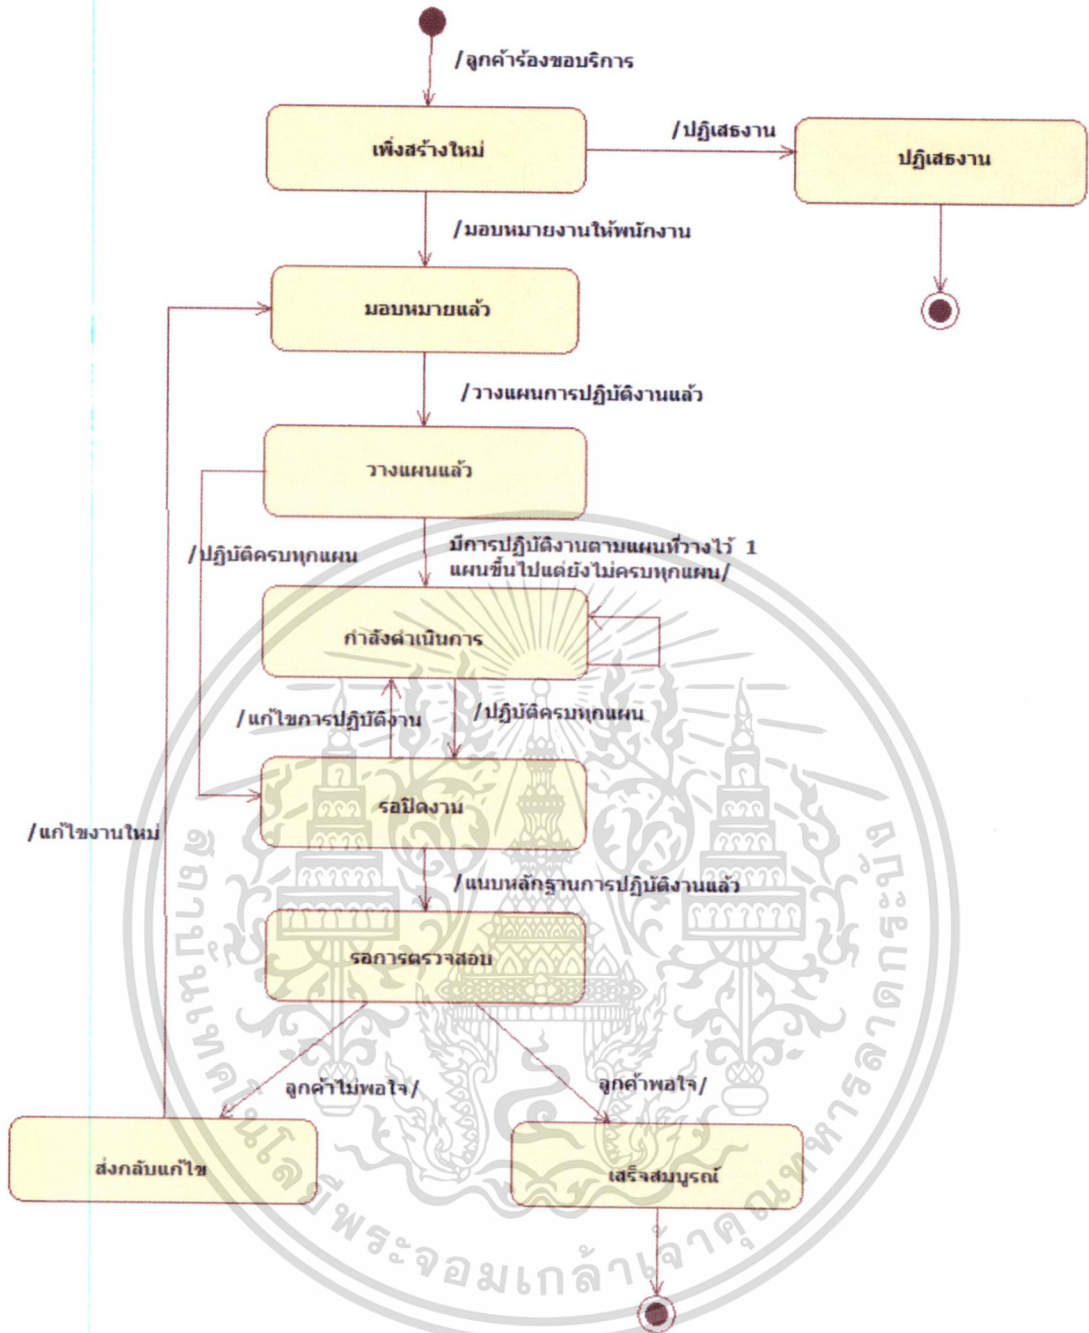 /ลูกค้าร้องขอบริการ
เพิ่งสร้างใหม่
/ปฏิเสธงาน
ปฏิเสธงาน
/มอบหมายงานให้พนักงาน
มอบหมายแล้ว
/วางแผนการปฏิบัติงานแล้ว
วางแผนแล้ว
/ปฏิบัติครบทุกแผน
มีการปฏิบัติงานตามแผนที่วางไว้ 1
แผนขึ้นไปแต่ยังไม่ครบทุกแผน/
กำลังดำเนินการ
/แก้ไขการปฏิบัติงาน
/ปฏิบัติครบทุกแผน
รอปิดงาน
/แก้ไขงานใหม่
/แนบหลักฐานการปฏิบัติงานแล้ว
รอการตรวจสอบ
ลูกค้าไม่พอใจ/
ลูกค้าพอใจ/
ส่งกลับแก้ไข
เสร็จสมบูรณ์
สถาบันเทคโนโลยีพระจอมเกล้าเจ้าคุณทหารลาดกระบัง